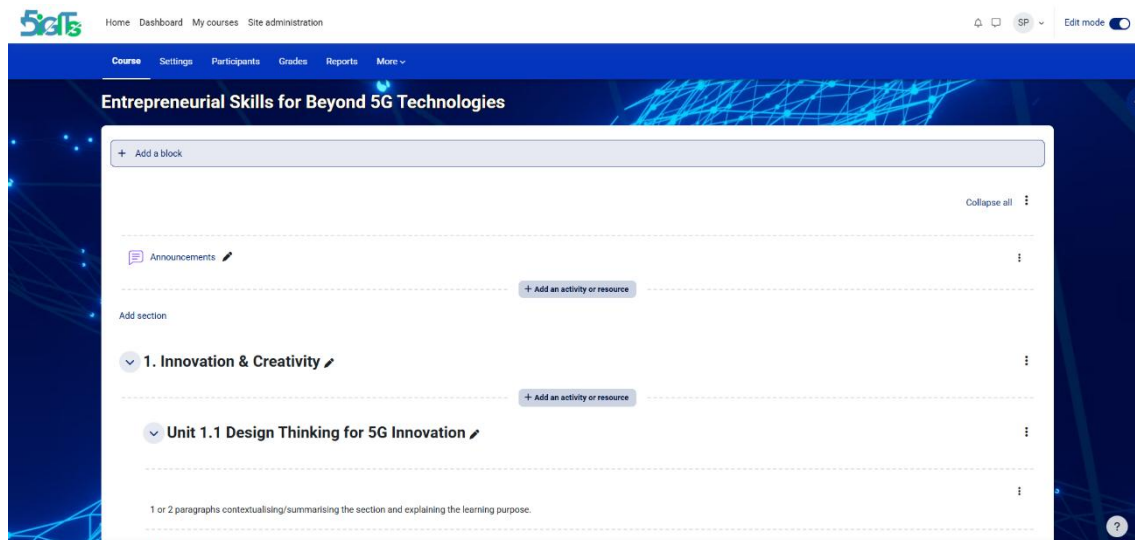 Home Dashboard My courses Site administration
SP
Edit mode
Course Settings Participants Grades Reports More
Entrepreneurial Skills for Beyond 5G Technologies
+ Add a block
Collapse all
Announcements
+ Add an activity or resource
Add section
1. Innovation & Creativity
+ Add an activity or resource
Unit 1.1 Design Thinking for 5G Innovation
1 or 2 paragraphs contextualising/summarising the section and explaining the learning purpose.
?